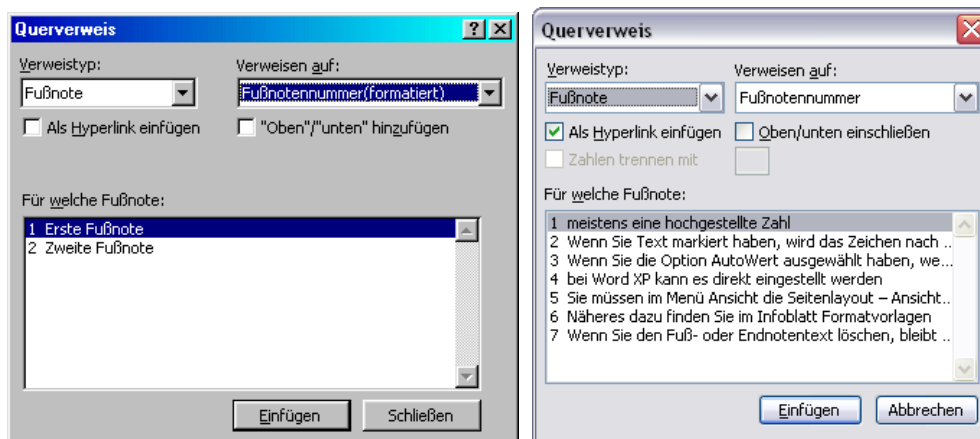 Querverweis
Verweistyp:
Verweisen auf:
Fußnote
Fußnotennummer(formatiert)
Als Hyperlink einfügen
"Oben"/"unten" hinzufügen
Für welche Fußnote:
1 Erste Fußnote
2 Zweite Fußnote
Einfügen
Schließen
Querverweis
Verweistyp:
Verweisen auf:
Fußnote
Fußnotennummer
Als Hyperlink einfügen
Oben/unten einschließen
Zahlen trennen mit
Für welche Fußnote:
1 meistens eine hochgestellte Zahl
2 Wenn Sie Text markiert haben, wird das Zeichen nach ...
3 Wenn Sie die Option AutoWert ausgewählt haben, we...
4 bei Word XP kann es direkt eingestellt werden
5 Sie müssen im Menü Ansicht die Seitenlayout – Ansicht...
6 Näheres dazu finden Sie im Infoblatt Formatvorlagen
7 Wenn Sie den Fuß- oder Endnotentext löschen, bleibt ...
Einfügen
Abbrechen